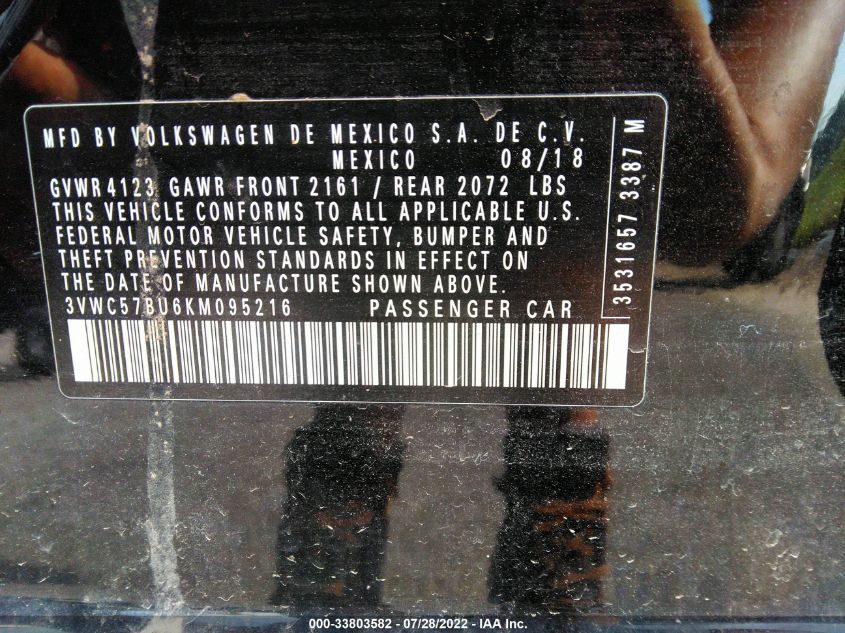 MFD BY VOLKSWAGEN DE MEXICO S.A. DE C.V.
MEXICO 08/18
GVWR 4123 GAWR FRONT 2161 / REAR 2072 LBS
THIS VEHICLE CONFORMS TO ALL APPLICABLE U.S.
FEDERAL MOTOR VEHICLE SAFETY, BUMPER AND
THEFT PREVENTION STANDARDS IN EFFECT ON
THE DATE OF MANUFACTURE SHOWN ABOVE.
3VWC57BU6KM095216 PASSENGER CAR
3531657 3387 M
000-33803582 - 07/28/2022 - IAA Inc.